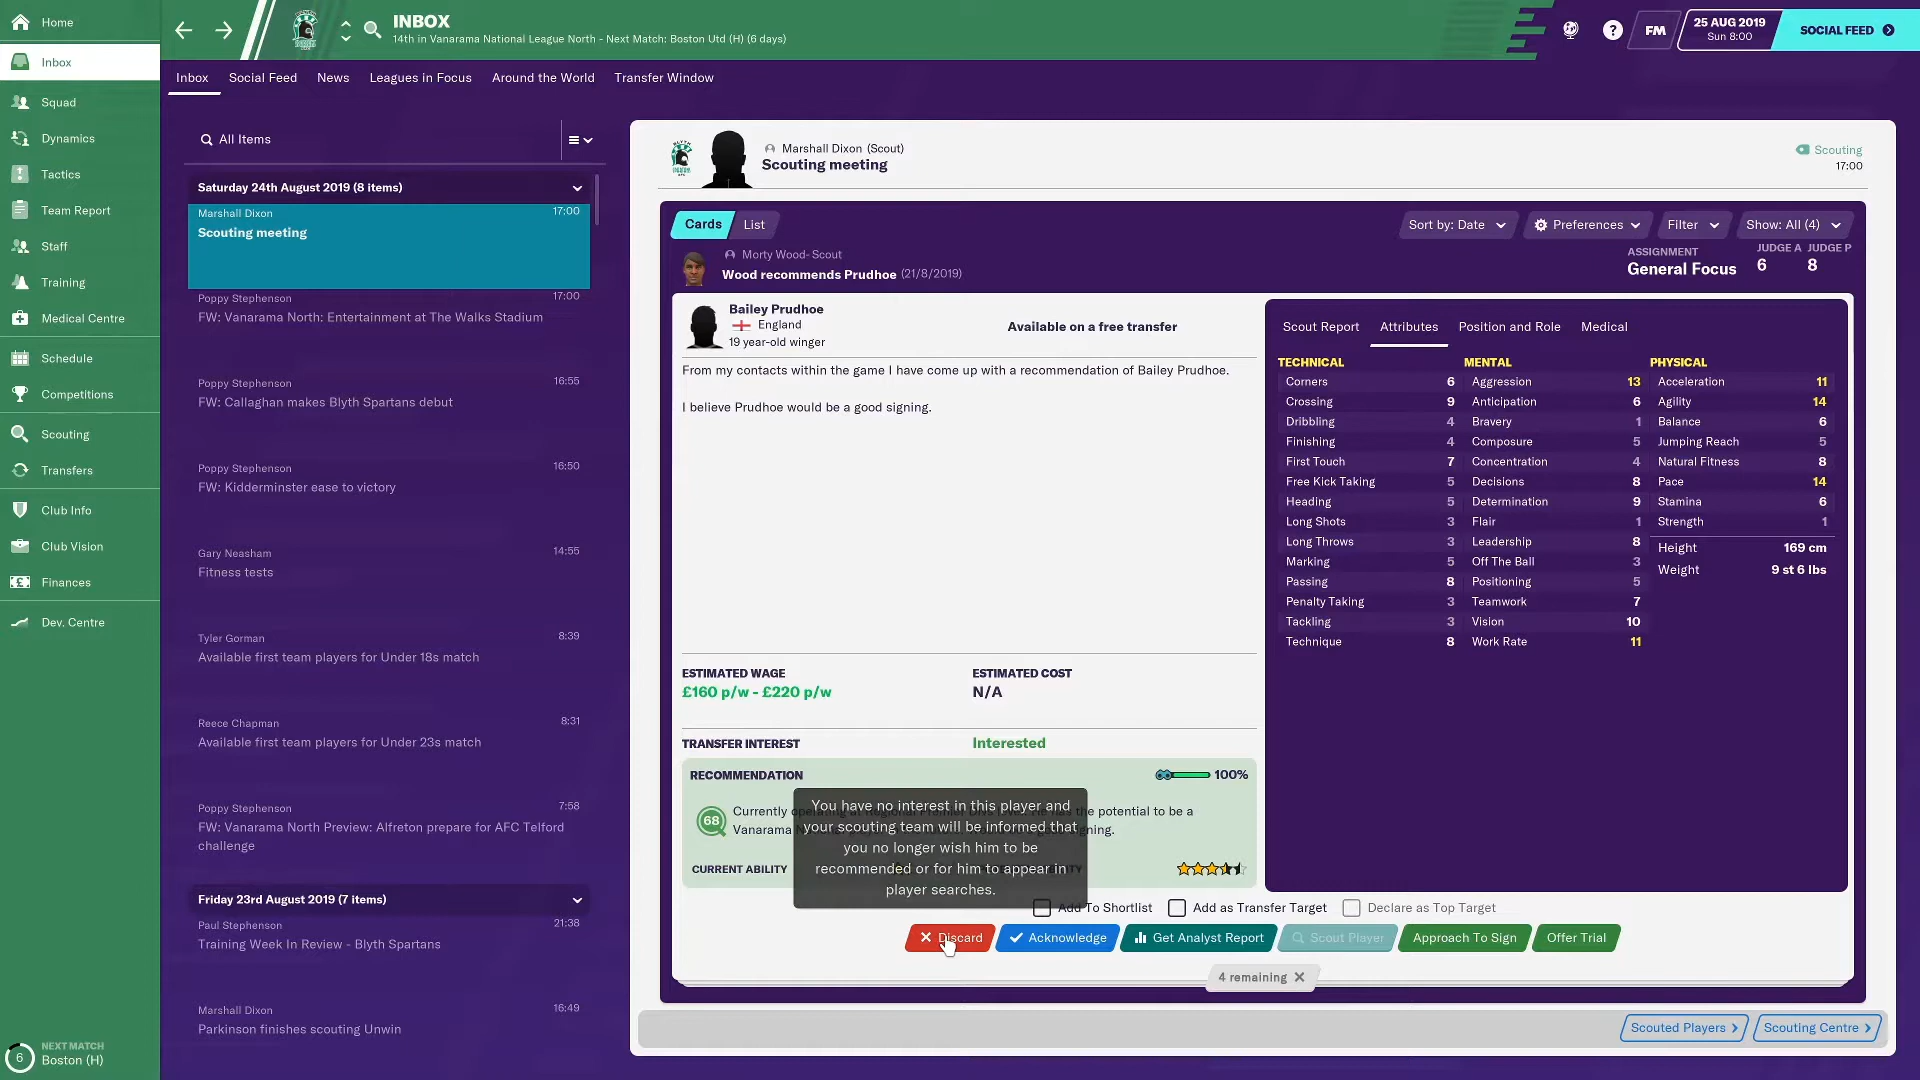 Home
Inbox
Squad
Dynamics
Tactics
Team Report
Staff
Training
Medical Centre
Schedule
Competitions
Scouting
Transfers
Club Info
Club Vision
Finances
Dev. Centre
6
NEXT MATCH
Boston (H)
INBOX
14th in Vanarama National League North - Next Match: Boston Utd (H) (6 days)
?
FM
25 AUG 2019
Sun 8:00
SOCIAL FEED
Inbox Social Feed News Leagues in Focus Around the World Transfer Window
All Items
Saturday 24th August 2019 (8 items)
Marshall Dixon 17:00
Scouting meeting
Poppy Stephenson 17:00
FW: Vanarama North: Entertainment at The Walks Stadium
Poppy Stephenson 16:55
FW: Callaghan makes Blyth Spartans debut
Poppy Stephenson 16:50
FW: Kidderminster ease to victory
Gary Neasham 14:55
Fitness tests
Tyler Gorman 8:39
Available first team players for Under 18s match
Reece Chapman 8:31
Available first team players for Under 23s match
Poppy Stephenson 7:58
FW: Vanarama North Preview: Alfreton prepare for AFC Telford
challenge
Friday 23rd August 2019 (7 items)
Paul Stephenson 21:38
Training Week In Review - Blyth Spartans
Marshall Dixon 16:49
Parkinson finishes scouting Unwin
Marshall Dixon (Scout)
Scouting meeting
Scouting
17:00
Cards List
Sort by: Date Preferences Filter Show: All (4)
Morty Wood- Scout
Wood recommends Prudhoe (21/8/2019)
ASSIGNMENT
General Focus
JUDGE A JUDGE P
6 8
Bailey Prudhoe
England
19 year-old winger
Available on a free transfer
From my contacts within the game I have come up with a recommendation of Bailey Prudhoe.
I believe Prudhoe would be a good signing.
ESTIMATED WAGE
£160 p/w - £220 p/w
ESTIMATED COST
N/A
TRANSFER INTEREST Interested
RECOMMENDATION 100%
68
Currently the potential to be a
Vanarama signing.
CURRENT ABILITY
You have no interest in this player and
your scouting team will be informed that
you no longer wish him to be
recommended or for him to appear in
player searches.
Scout Report Attributes Position and Role Medical
TECHNICAL MENTAL PHYSICAL
Corners 6 Aggression 13 Acceleration 11
Crossing 9 Anticipation 6 Agility 14
Dribbling 4 Bravery 1 Balance 6
Finishing 4 Composure 5 Jumping Reach 5
First Touch 7 Concentration 4 Natural Fitness 8
Free Kick Taking 5 Decisions 8 Pace 14
Heading 5 Determination 9 Stamina 6
Long Shots 3 Flair 1 Strength 1
Long Throws 3 Leadership 8 Height 169 cm
Marking 5 Off The Ball 3 Weight 9 st 6 lbs
Passing 8 Positioning 5
Penalty Taking 3 Teamwork 7
Tackling 3 Vision 10
Technique 8 Work Rate 11
Add To Shortlist Add as Transfer Target Declare as Top Target
Discard Acknowledge Get Analyst Report Scout Player Approach To Sign Offer Trial
4 remaining
Scouted Players Scouting Centre